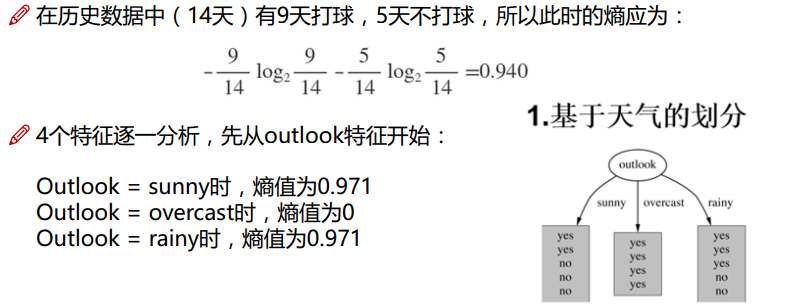 在历史数据中（14天）有9天打球，5天不打球，所以此时的熵应为：
- 9/14 log₂ 9/14 - 5/14 log₂ 5/14 =0.940
1.基于天气的划分
4个特征逐一分析，先从outlook特征开始：
Outlook = sunny时，熵值为0.971
Outlook = overcast时，熵值为0
Outlook = rainy时，熵值为0.971
outlook
sunny overcast rainy
yes yes no no no
yes yes yes yes
yes yes yes no no